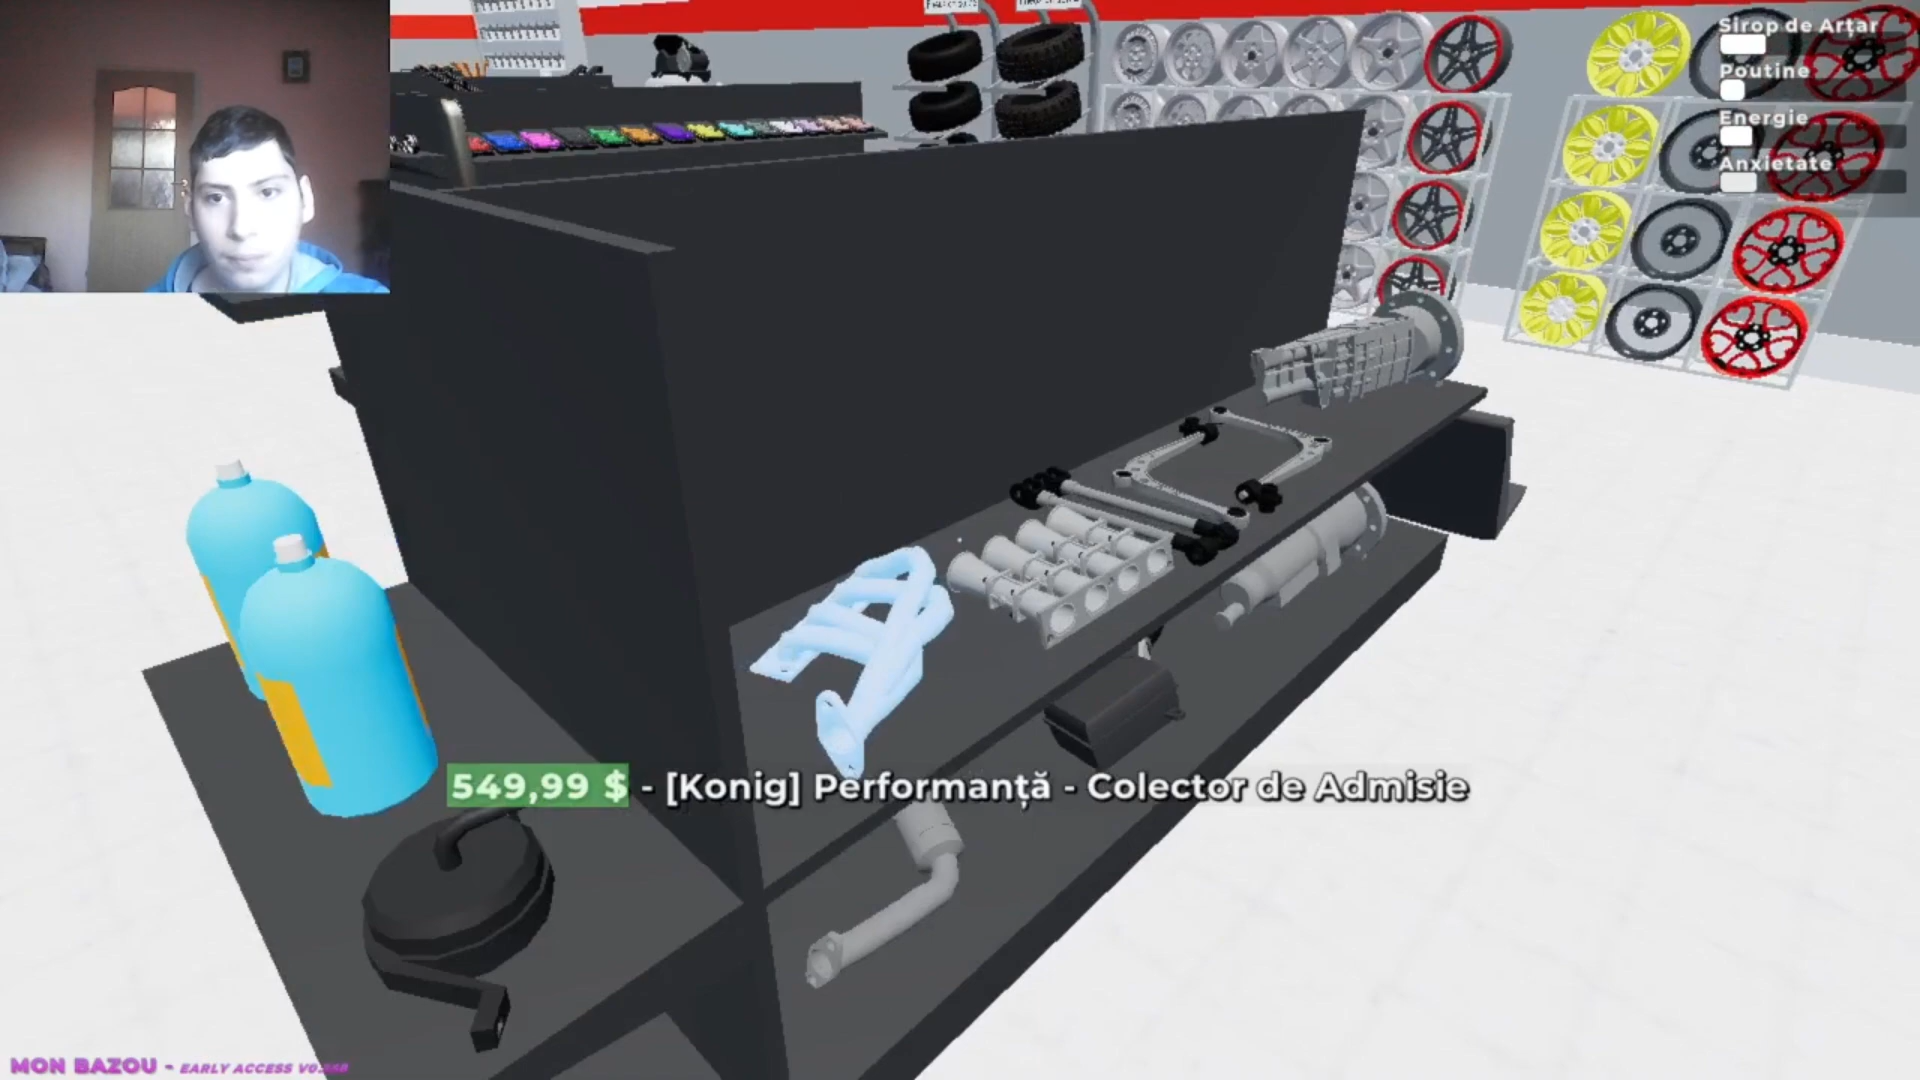 Sirop de Arțar
Poutine
Energie
Anxietate
549,99 $ - [Konig] Performanță - Colector de Admisie
MON BAZOU - EARLY ACCESS